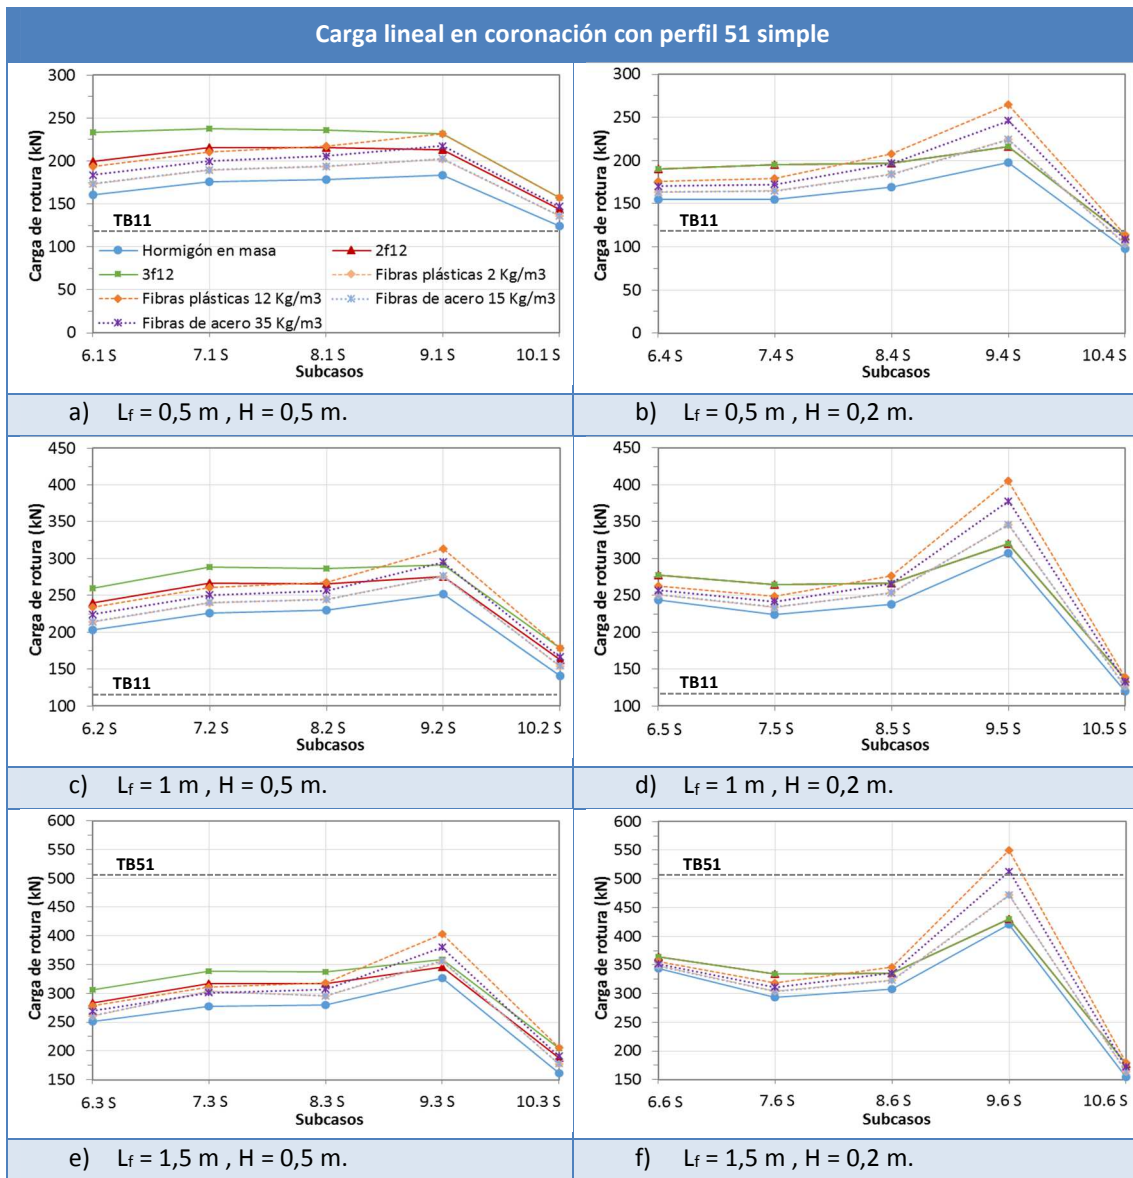 Carga lineal en coronación con perfil 51 simple
Carga de rotura (kN)
300
250
200
150
100
50
0
TB11
Hormigón en masa
2f12
3f12
Fibras plásticas 2 Kg/m3
Fibras plásticas 12 Kg/m3
Fibras de acero 15 Kg/m3
Fibras de acero 35 Kg/m3
6.1 S 7.1 S 8.1 S 9.1 S 10.1 S
Subcasos
Carga de rotura (kN)
300
250
200
150
100
50
0
TB11
6.4 S 7.4 S 8.4 S 9.4 S 10.4 S
Subcasos
a) Lf = 0,5 m , H = 0,5 m.
b) Lf = 0,5 m , H = 0,2 m.
Carga de rotura (kN)
450
400
350
300
250
200
150
100
TB11
6.2 S 7.2 S 8.2 S 9.2 S 10.2 S
Subcasos
Carga de rotura (kN)
450
400
350
300
250
200
150
100
TB11
6.5 S 7.5 S 8.5 S 9.5 S 10.5 S
Subcasos
c) Lf = 1 m , H = 0,5 m.
d) Lf = 1 m , H = 0,2 m.
Carga de rotura (kN)
600
550
500
450
400
350
300
250
200
150
TB51
6.3 S 7.3 S 8.3 S 9.3 S 10.3 S
Subcasos
Carga de rotura (kN)
600
550
500
450
400
350
300
250
200
150
TB51
6.6 S 7.6 S 8.6 S 9.6 S 10.6 S
Subcasos
e) Lf = 1,5 m , H = 0,5 m.
f) Lf = 1,5 m , H = 0,2 m.